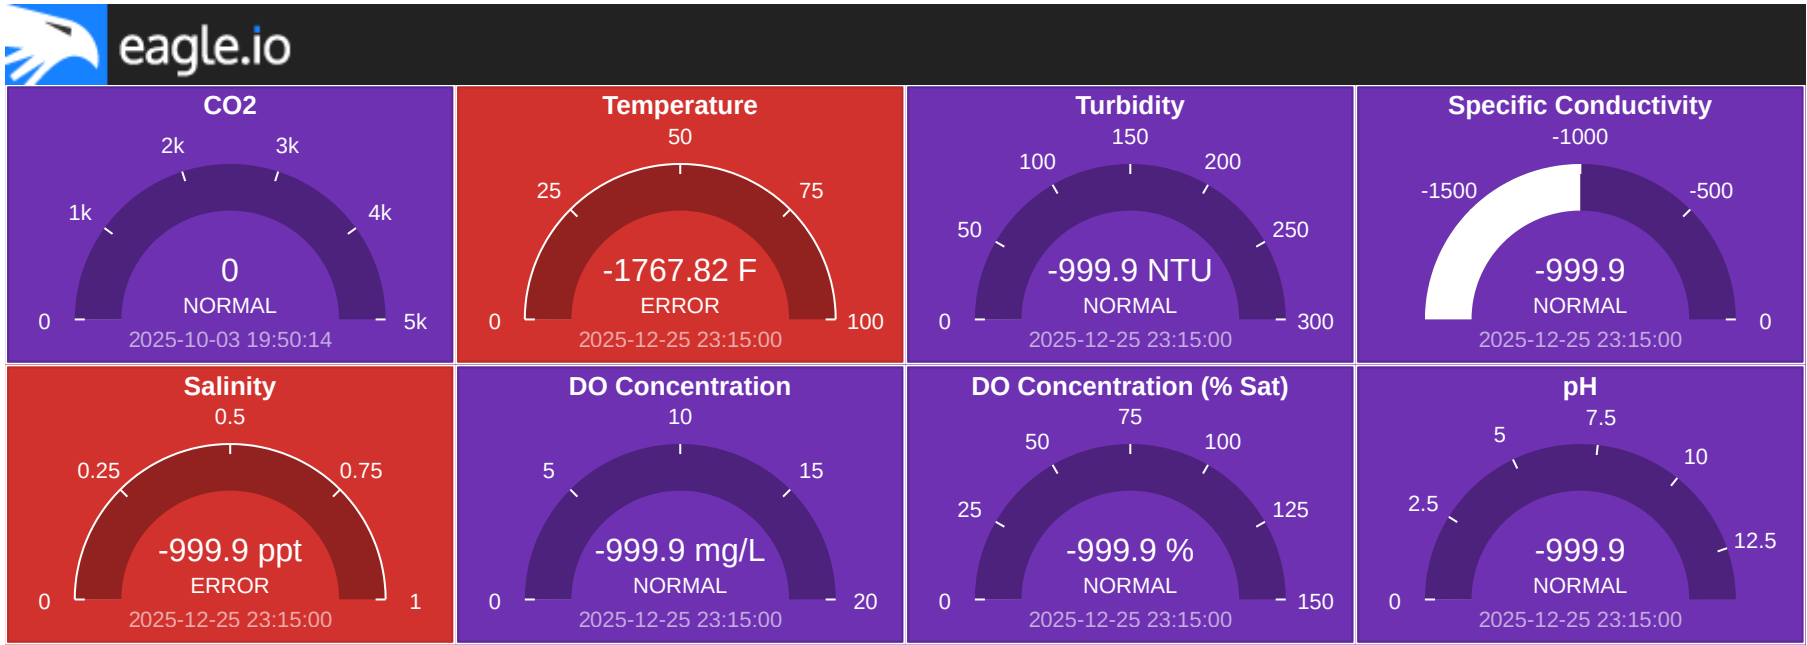 eagle.io
CO2
2k
3k
1k
4k
0
NORMAL
0
5k
2025-10-03 19:50:14
Temperature
50
25
75
-1767.82 F
ERROR
0
100
2025-12-25 23:15:00
Turbidity
150
100
200
50
250
-999.9 NTU
NORMAL
0
300
2025-12-25 23:15:00
Specific Conductivity
-1000
-1500
-500
-999.9
NORMAL
0
2025-12-25 23:15:00
Salinity
0.5
0.25
0.75
-999.9 ppt
ERROR
0
1
2025-12-25 23:15:00
DO Concentration
10
5
15
-999.9 mg/L
NORMAL
0
20
2025-12-25 23:15:00
DO Concentration (% Sat)
75
50
100
25
125
-999.9 %
NORMAL
0
150
2025-12-25 23:15:00
pH
7.5
5
10
2.5
12.5
-999.9
NORMAL
0
2025-12-25 23:15:00